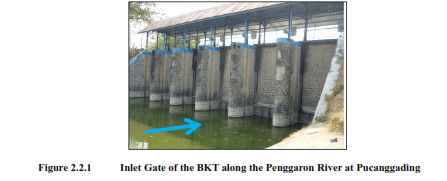 Figure 2.2.1 Inlet Gate of the BKT along the Penggaron River at Pucanggading